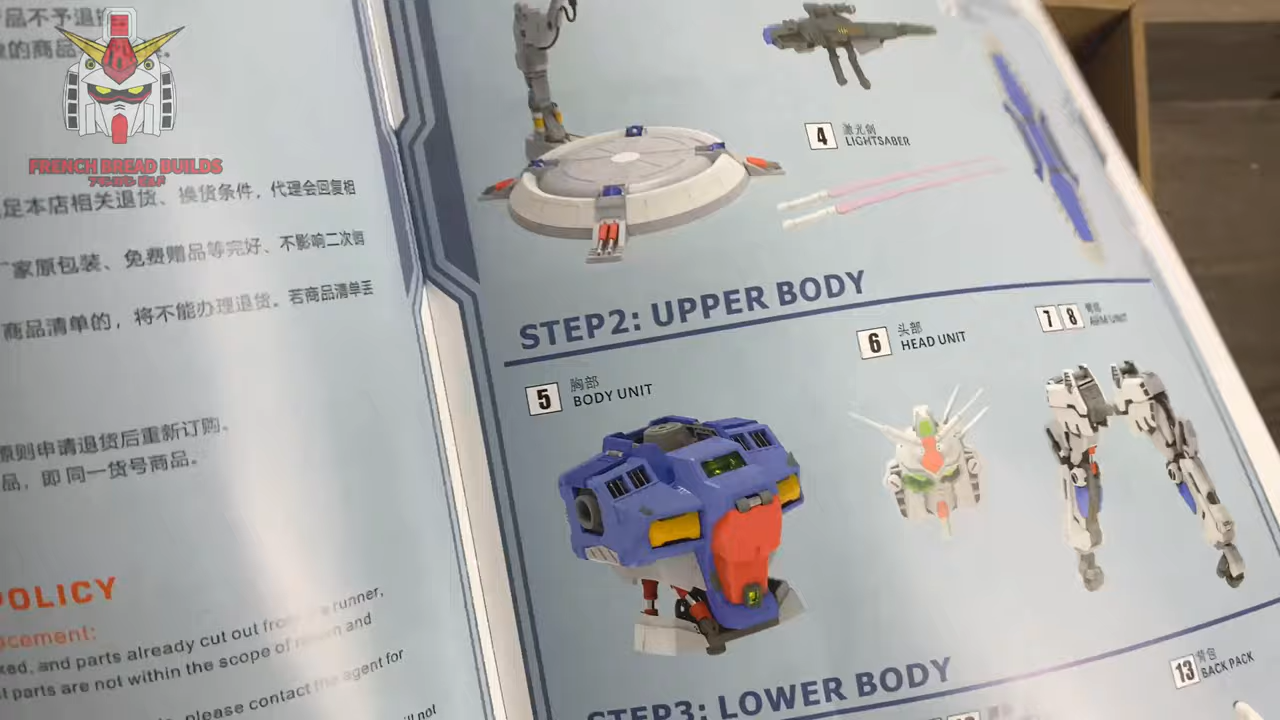 品不予退
的商品
FRENCH BREAD BUILDS
足本店相关退货、换货条件，代理会回复相
家原包装、免费赠品等完好、不影响二次销
商品清单的，将不能办理退货。若商品清单丢
原则申请退货后重新订购。
品，即同一货号商品。
POLICY
acement:
ked, and parts already cut out from runner,
parts are not within the scope of return and
please contact the agent for
ill not
4 激光剑
LIGHTSABER
STEP2: UPPER BODY
5 胸部
BODY UNIT
6 头部
HEAD UNIT
7 8
ARM UNIT
STEP3: LOWER BODY
13 背包
BACK PACK